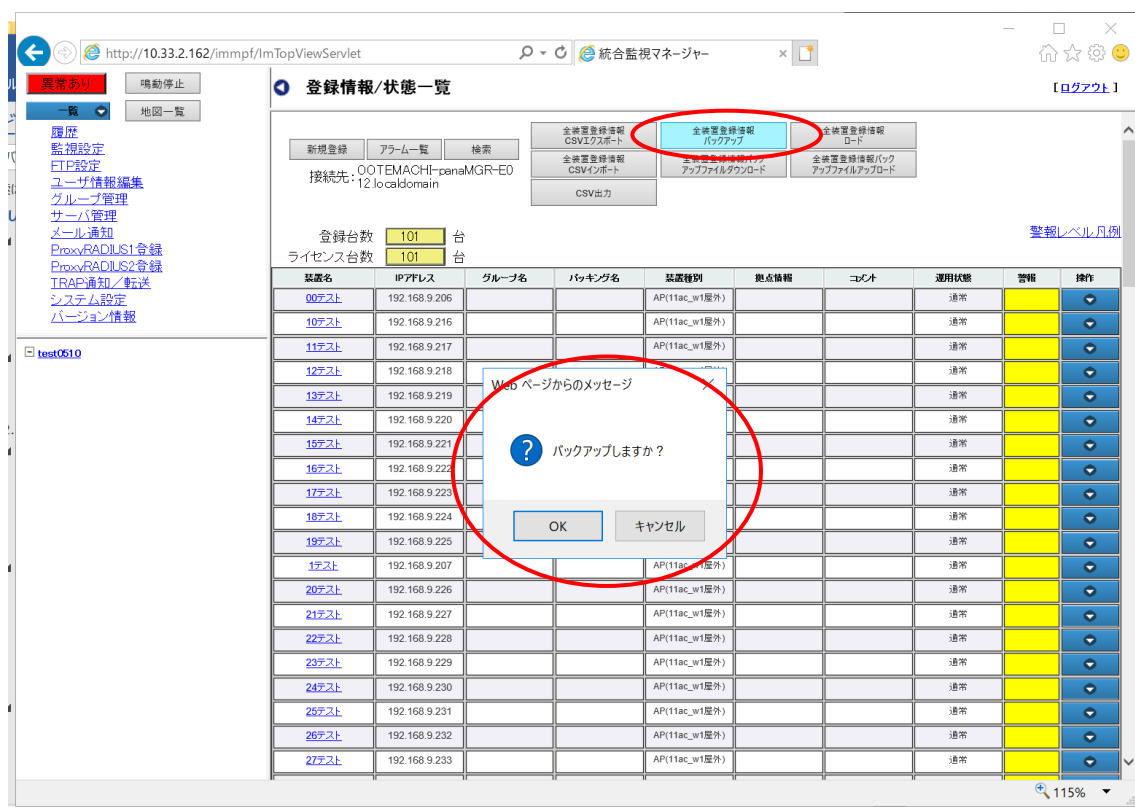 http://10.33.2.162/immpf/ImTopViewServlet
統合監視マネージャー
異常あり
鳴動停止
一覧
地図一覧
履歴
監視設定
FTP設定
ユーザ情報編集
グループ管理
サーバ管理
メール通知
ProxyRADIUS1登録
ProxyRADIUS2登録
TRAP通知／転送
システム設定
バージョン情報
test0510
登録情報/状態一覧
[ログアウト]
新規登録
アラーム一覧
検索
接続先:OOTEMACHI-panaMGR-E0
12.localdomain
全装置登録情報
CSVエクスポート
全装置登録情報
バックアップ
全装置登録情報
ロード
全装置登録情報
CSVインポート
全装置登録情報バック
アップファイルダウンロード
全装置登録情報バック
アップファイルアップロード
CSV出力
登録台数 101 台
ライセンス台数 101 台
警報レベル凡例
装置名 IPアドレス グループ名 バッキング名 装置種別 拠点情報 コメント 運用状態 警報 操作
00テスト 192.168.9.206 AP(11ac_w1屋外) 通常
10テスト 192.168.9.216 AP(11ac_w1屋外) 通常
11テスト 192.168.9.217 AP(11ac_w1屋外) 通常
12テスト 192.168.9.218 通常
13テスト 192.168.9.219 通常
14テスト 192.168.9.220 通常
15テスト 192.168.9.221 通常
16テスト 192.168.9.222 通常
17テスト 192.168.9.223 通常
18テスト 192.168.9.224 通常
19テスト 192.168.9.225 通常
1テスト 192.168.9.207 AP(11ac_w1屋外) 通常
20テスト 192.168.9.226 AP(11ac_w1屋外) 通常
21テスト 192.168.9.227 AP(11ac_w1屋外) 通常
22テスト 192.168.9.228 AP(11ac_w1屋外) 通常
23テスト 192.168.9.229 AP(11ac_w1屋外) 通常
24テスト 192.168.9.230 AP(11ac_w1屋外) 通常
25テスト 192.168.9.231 AP(11ac_w1屋外) 通常
26テスト 192.168.9.232 AP(11ac_w1屋外) 通常
27テスト 192.168.9.233 AP(11ac_w1屋外) 通常
Web ページからのメッセージ
バックアップしますか？
OK
キャンセル
115%